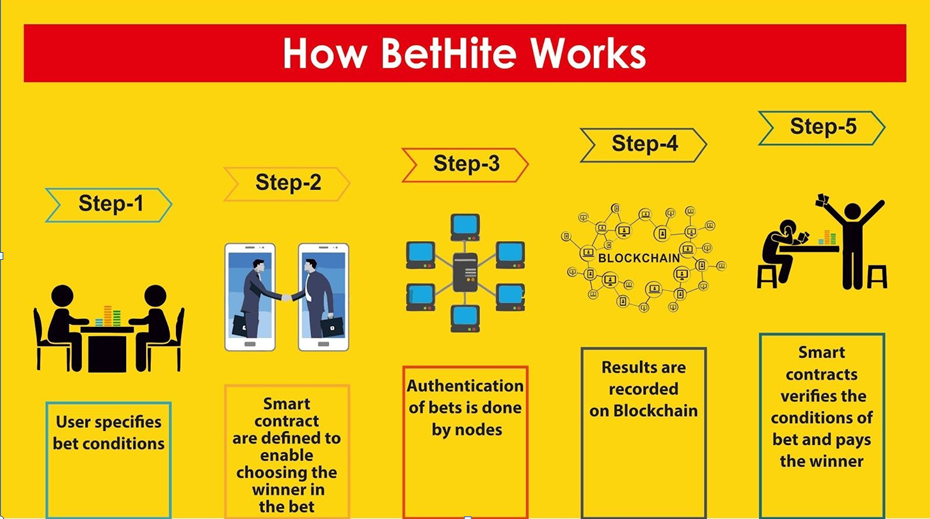 How BetHite Works
Step-1
User specifies
bet conditions
Step-2
Smart
contract
are defined to
enable
choosing the
winner in
the bet
Step-3
Authentication
of bets is done
by nodes
Step-4
BLOCKCHAIN
Results are
recorded
on Blockchain
Step-5
Smart
contracts
verifies the
conditions of
bet and pays
the winner